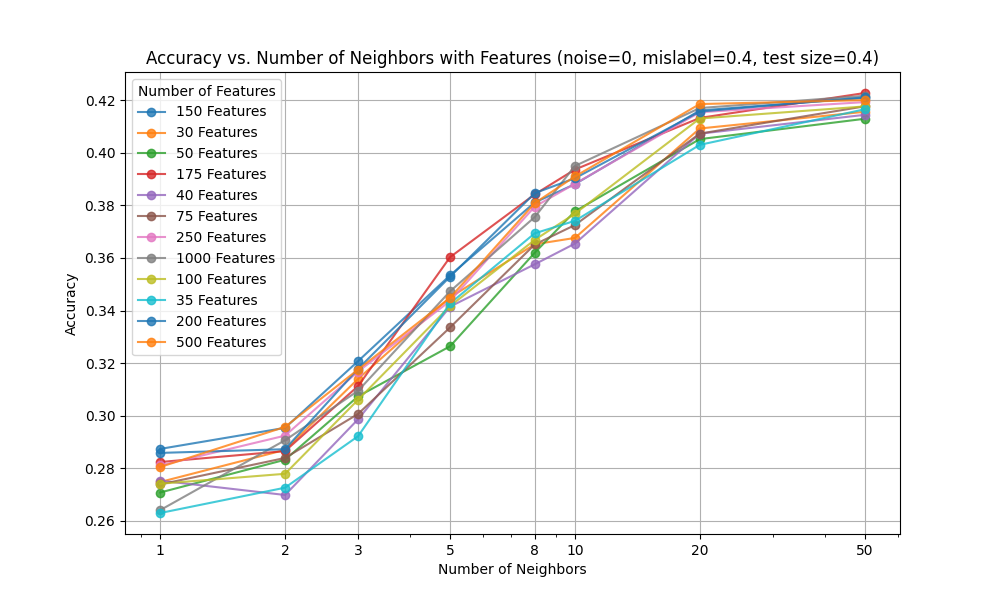 Accuracy vs. Number of Neighbors with Features (noise=0, mislabel=0.4, test size=0.4)
Number of Features
150 Features
30 Features
50 Features
175 Features
40 Features
75 Features
250 Features
1000 Features
100 Features
35 Features
200 Features
500 Features
Accuracy
0.42
0.40
0.38
0.36
0.34
0.32
0.30
0.28
0.26
1 2 3 5 8 10 20 50
Number of Neighbors